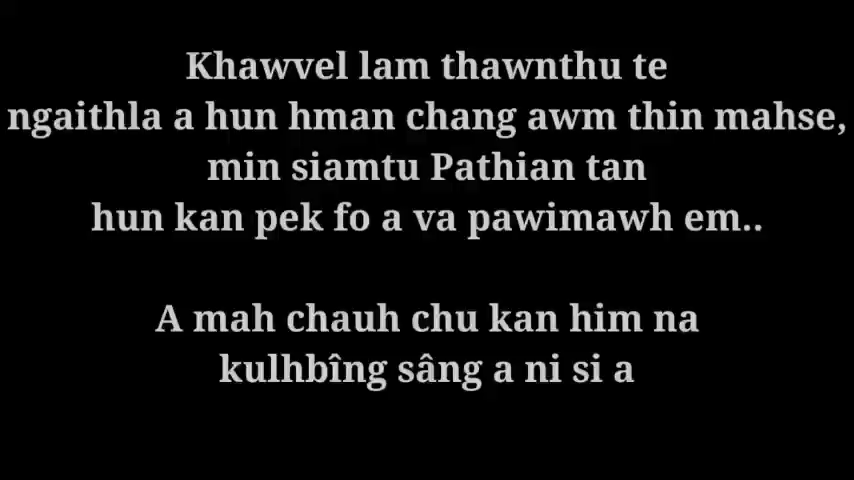 Khawvel lam thawnthu te
ngaithla a hun hman chang awm thin mahse,
min siamtu Pathian tan
hun kan pek fo a va pawimawh em..
A mah chauh chu kan him na
kulhbîng sâng a ni si a